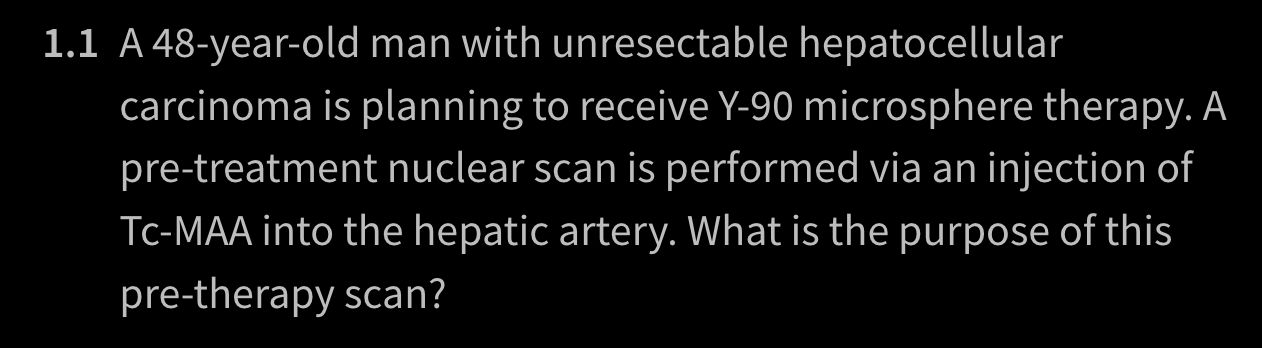 1.1 A 48-year-old man with unresectable hepatocellular
carcinoma is planning to receive Y-90 microsphere therapy. A
pre-treatment nuclear scan is performed via an injection of
Tc-MAA into the hepatic artery. What is the purpose of this
pre-therapy scan?